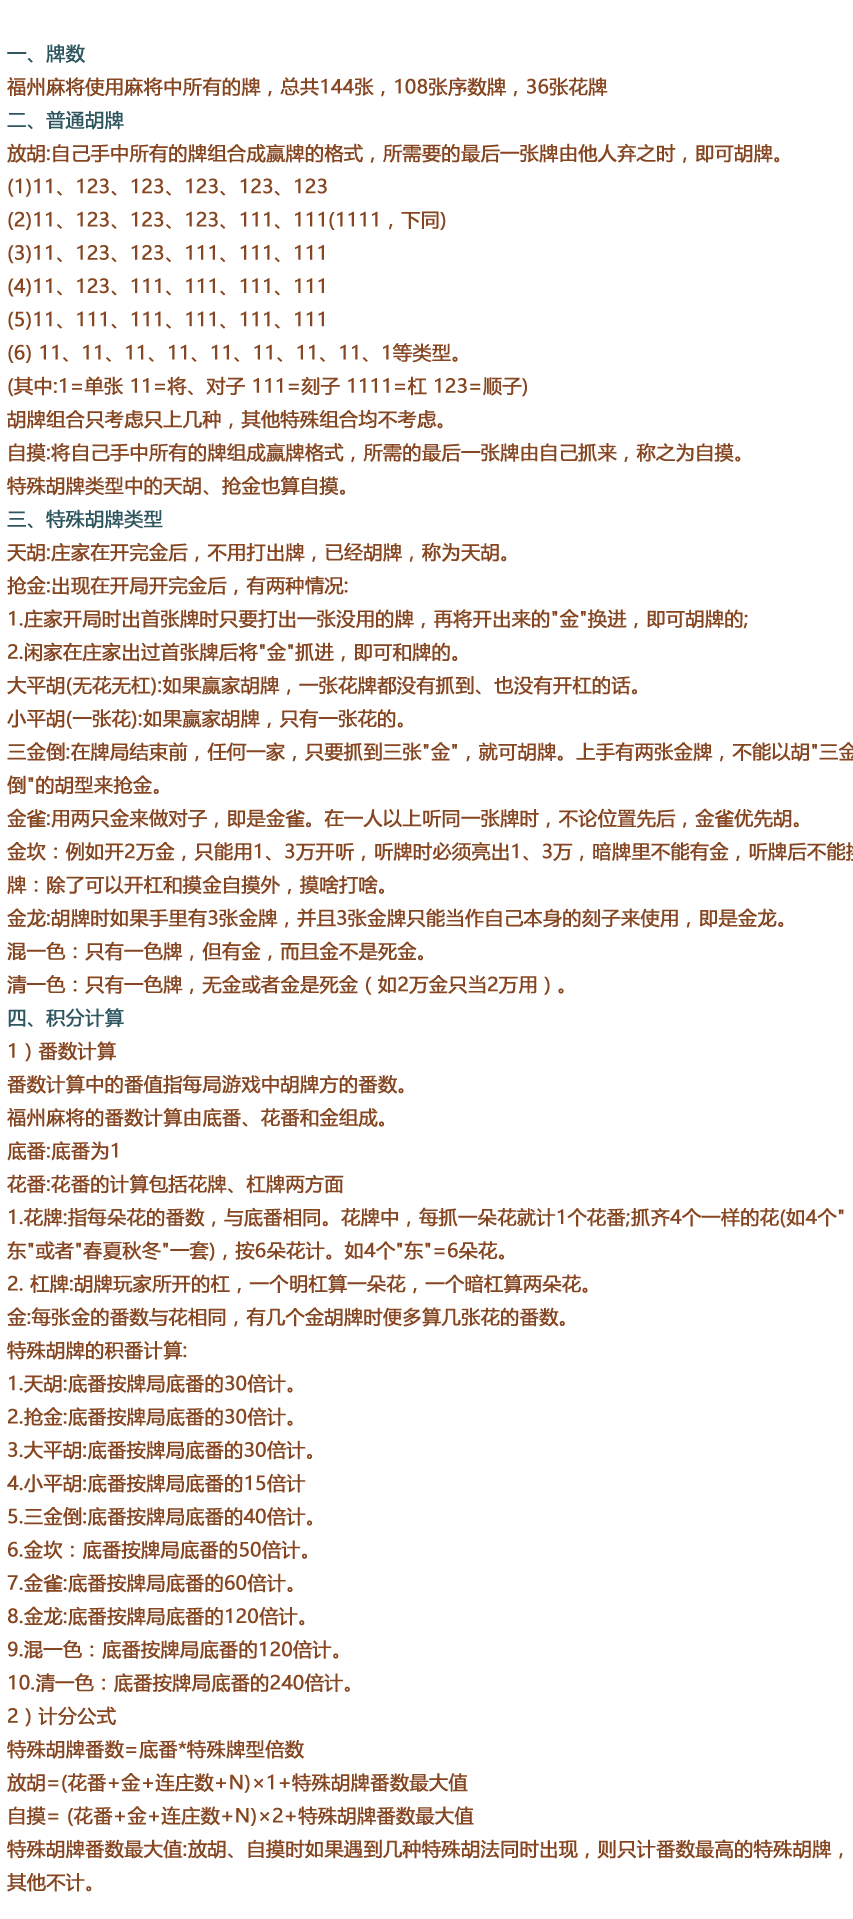 一、牌数
福州麻将使用麻将中所有的牌，总共144张，108张序数牌，36张花牌
二、普通胡牌
放胡:自己手中所有的牌组合成赢牌的格式，所需要的最后一张牌由他人弃之时，即可胡牌。
(1)11、123、123、123、123、123
(2)11、123、123、123、111、111(1111，下同)
(3)11、123、123、111、111、111
(4)11、123、111、111、111、111
(5)11、111、111、111、111、111
(6) 11、11、11、11、11、11、11、11、1等类型。
(其中:1=单张 11=将、对子 111=刻子 1111=杠 123=顺子)
胡牌组合只考虑只上几种，其他特殊组合均不考虑。
自摸:将自己手中所有的牌组成赢牌格式，所需的最后一张牌由自己抓来，称之为自摸。
特殊胡牌类型中的天胡、抢金也算自摸。
三、特殊胡牌类型
天胡:庄家在开完金后，不用打出牌，已经胡牌，称为天胡。
抢金:出现在开局开完金后，有两种情况:
1.庄家开局时出首张牌时只要打出一张没用的牌，再将开出来的"金"换进，即可胡牌的;
2.闲家在庄家出过首张牌后将"金"抓进，即可和牌的。
大平胡(无花无杠):如果赢家胡牌，一张花牌都没有抓到、也没有开杠的话。
小平胡(一张花):如果赢家胡牌，只有一张花的。
三金倒:在牌局结束前，任何一家，只要抓到三张"金"，就可胡牌。上手有两张金牌，不能以胡"三金
倒"的胡型来抢金。
金雀:用两只金来做对子，即是金雀。在一人以上听同一张牌时，不论位置先后，金雀优先胡。
金坎：例如开2万金，只能用1、3万开听，听牌时必须亮出1、3万，暗牌里不能有金，听牌后不能换
牌：除了可以开杠和摸金自摸外，摸啥打啥。
金龙:胡牌时如果手里有3张金牌，并且3张金牌只能当作自己本身的刻子来使用，即是金龙。
混一色：只有一色牌，但有金，而且金不是死金。
清一色：只有一色牌，无金或者金是死金（如2万金只当2万用）。
四、积分计算
1）番数计算
番数计算中的番值指每局游戏中胡牌方的番数。
福州麻将的番数计算由底番、花番和金组成。
底番:底番为1
花番:花番的计算包括花牌、杠牌两方面
1.花牌:指每朵花的番数，与底番相同。花牌中，每抓一朵花就计1个花番;抓齐4个一样的花(如4个"
东"或者"春夏秋冬"一套)，按6朵花计。如4个"东"=6朵花。
2. 杠牌:胡牌玩家所开的杠，一个明杠算一朵花，一个暗杠算两朵花。
金:每张金的番数与花相同，有几个金胡牌时便多算几张花的番数。
特殊胡牌的积番计算:
1.天胡:底番按牌局底番的30倍计。
2.抢金:底番按牌局底番的30倍计。
3.大平胡:底番按牌局底番的30倍计。
4.小平胡:底番按牌局底番的15倍计
5.三金倒:底番按牌局底番的40倍计。
6.金坎：底番按牌局底番的50倍计。
7.金雀:底番按牌局底番的60倍计。
8.金龙:底番按牌局底番的120倍计。
9.混一色：底番按牌局底番的120倍计。
10.清一色：底番按牌局底番的240倍计。
2）计分公式
特殊胡牌番数=底番*特殊牌型倍数
放胡=(花番+金+连庄数+N)×1+特殊胡牌番数最大值
自摸= (花番+金+连庄数+N)×2+特殊胡牌番数最大值
特殊胡牌番数最大值:放胡、自摸时如果遇到几种特殊胡法同时出现，则只计番数最高的特殊胡牌，
其他不计。